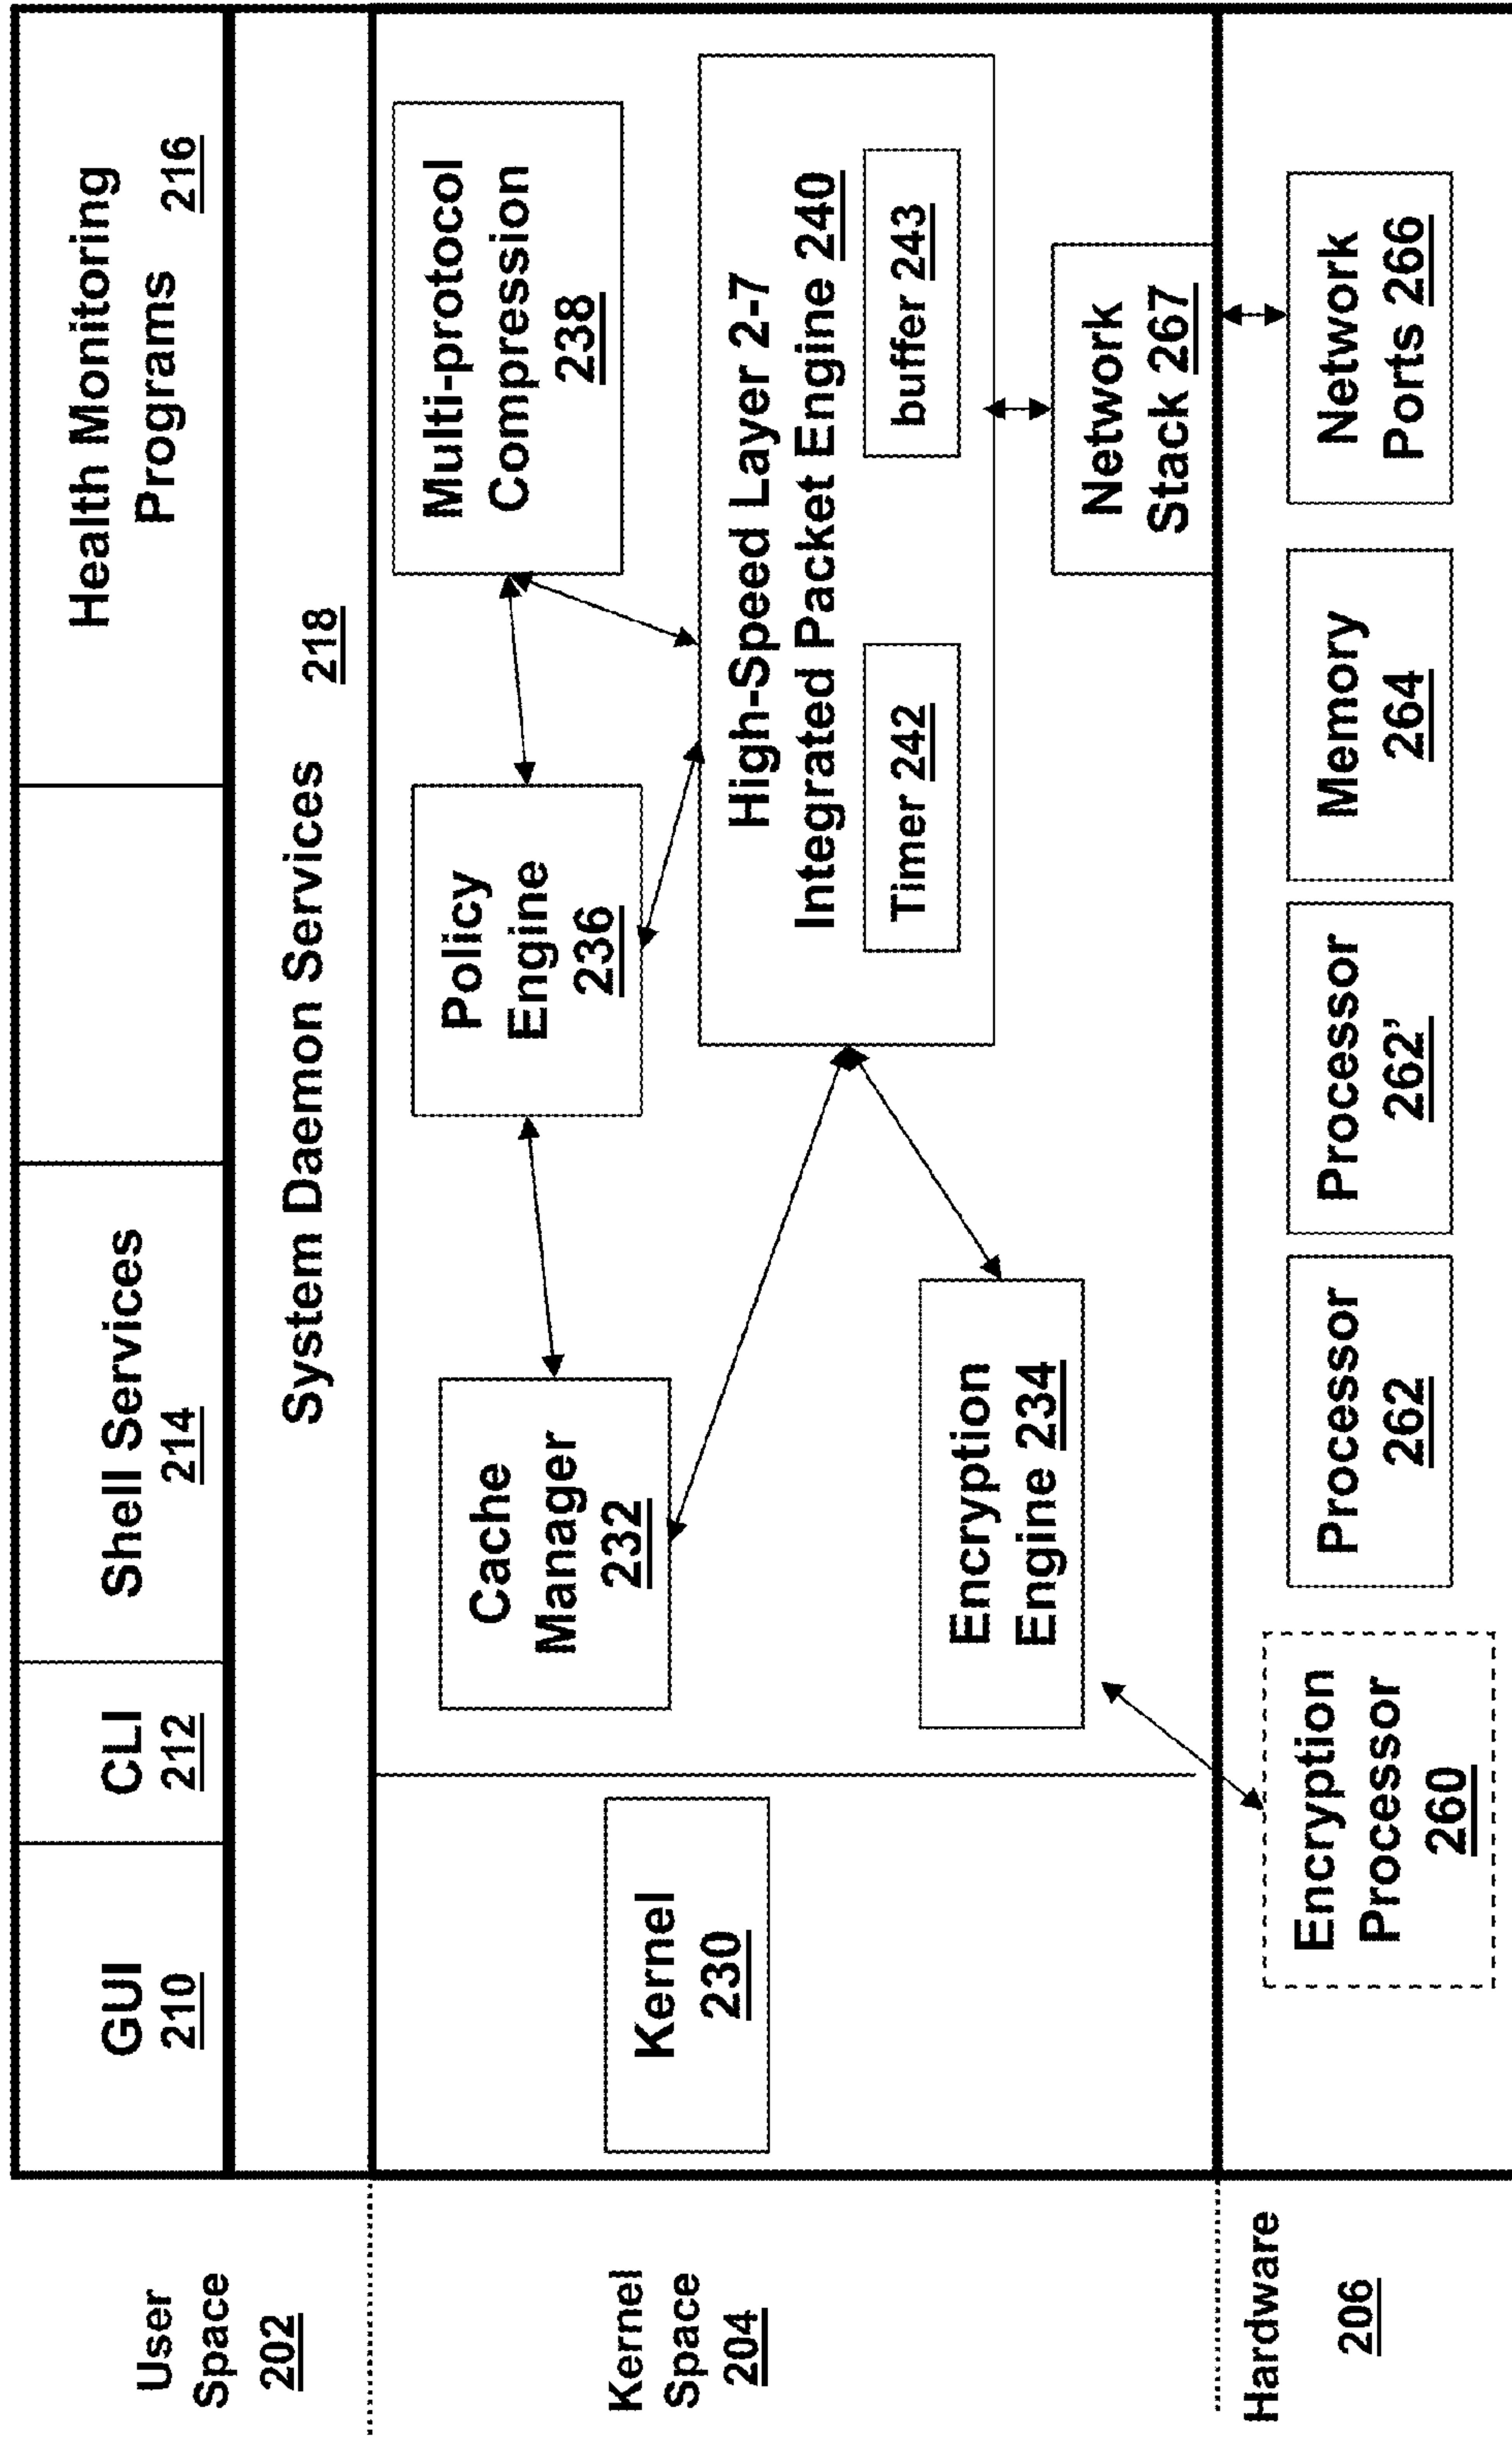 User
Space
202
GUI
210
CLI
212
Shell Services
214
Health Monitoring
Programs 216
System Daemon Services 218
Kernel
Space
204
Kernel
230
Cache
Manager
232
Policy
Engine
236
Multi-protocol
Compression
238
High-Speed Layer 2-7
Integrated Packet Engine 240
Timer 242
buffer 243
Encryption
Engine 234
Network
Stack 267
Hardware
206
Encryption
Processor
260
Processor
262
Processor
262’
Memory
264
Network
Ports 266